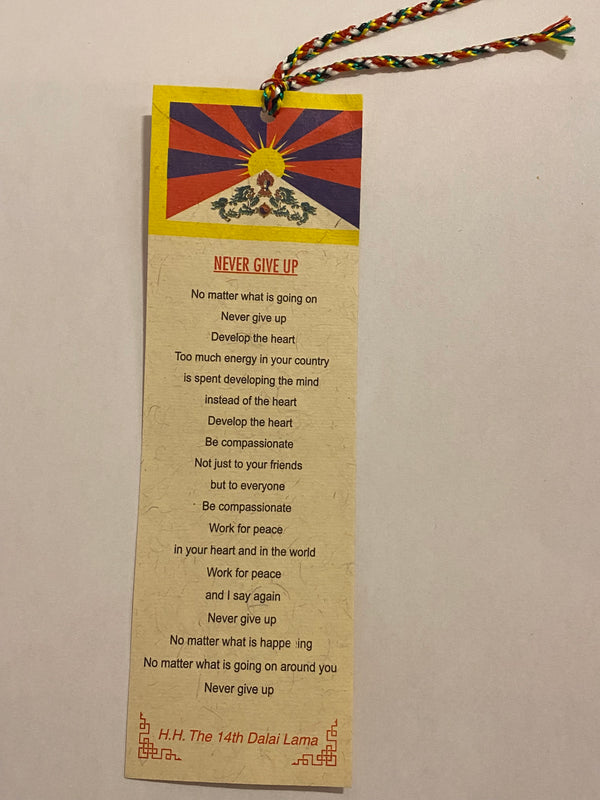 NEVER GIVE UP
No matter what is going on
Never give up
Develop the heart
Too much energy in your country
is spent developing the mind
instead of the heart
Develop the heart
Be compassionate
Not just to your friends
but to everyone
Be compassionate
Work for peace
in your heart and in the world
Work for peace
and I say again
Never give up
No matter what is happening
No matter what is going on around you
Never give up
H.H. The 14th Dalai Lama